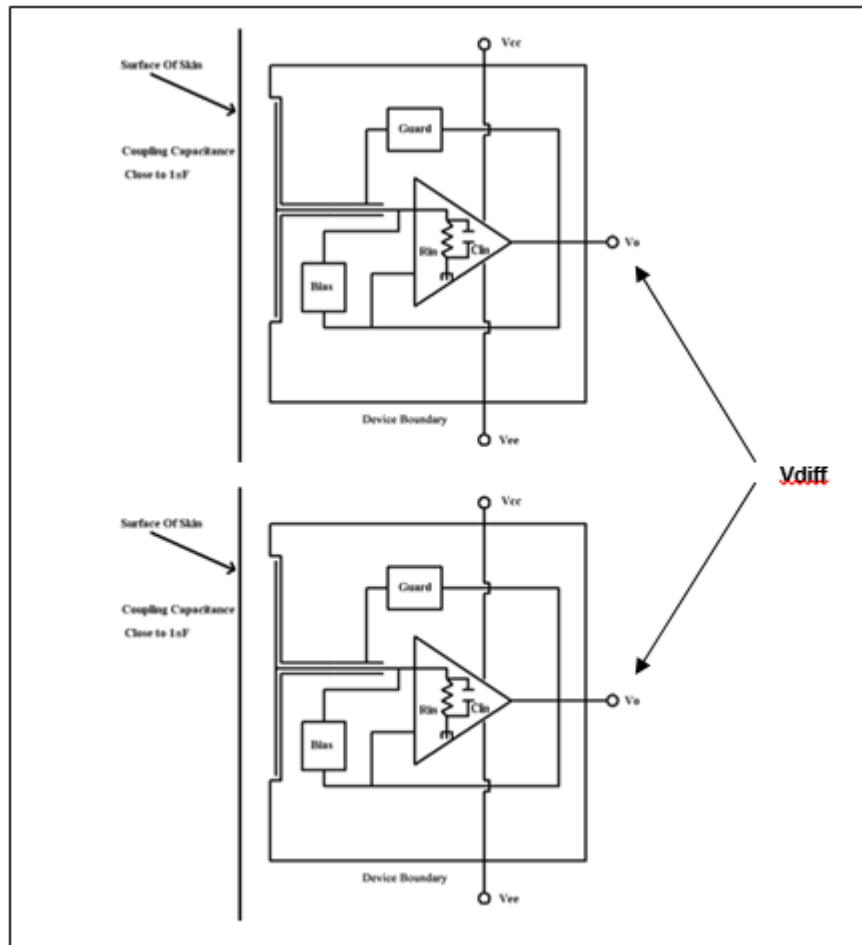 Vcc
Surface Of Skin
Guard
Coupling Capacitance
Close to 1nF
Rin
Cin
Vo
Bias
Device Boundary
Vee
Vdiff
Vcc
Surface Of Skin
Guard
Coupling Capacitance
Close to 1nF
Rin
Cin
Vo
Bias
Device Boundary
Vee